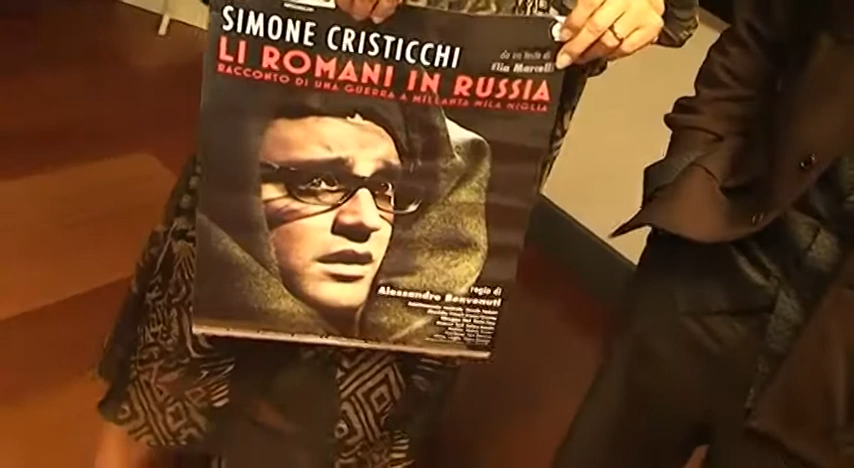 SIMONE CRISTICCHI
da un testo di
Elia Marcelli
LI ROMANI IN RUSSIA
RACCONTO DI UNA GUERRA A MILLANTA MILA MIGLIA
regia di
Alessandro Benvenuti